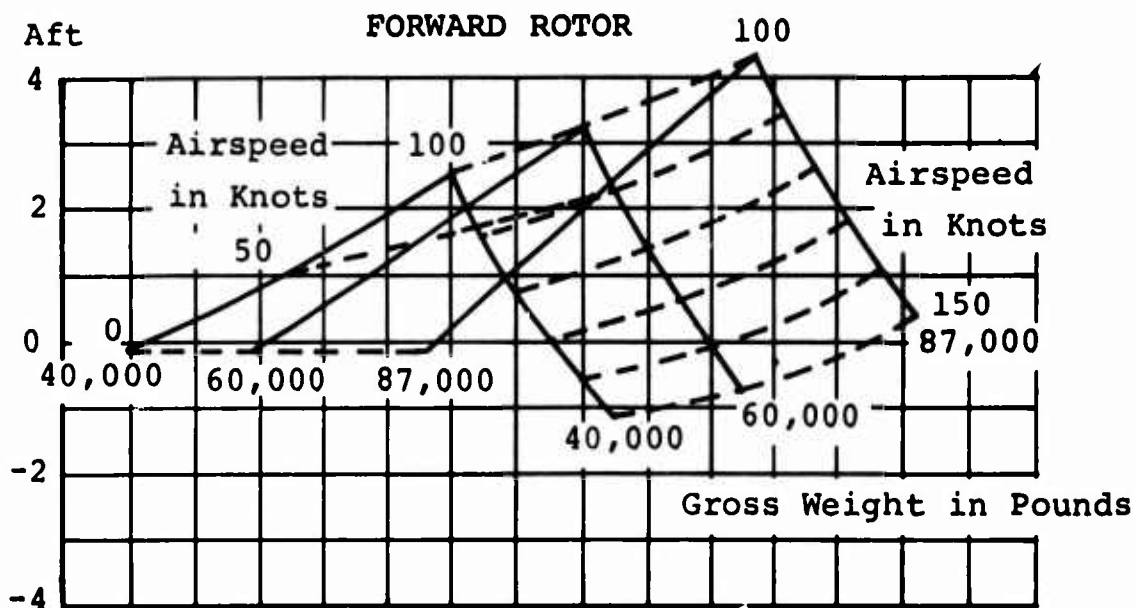 FORWARD ROTOR
Aft
100
4
Airspeed
100
in Knots
Airspeed
in Knots
2
50
0
0
150
87,000
40,000
60,000
87,000
40,000
60,000
-2
Gross Weight in Pounds
-4